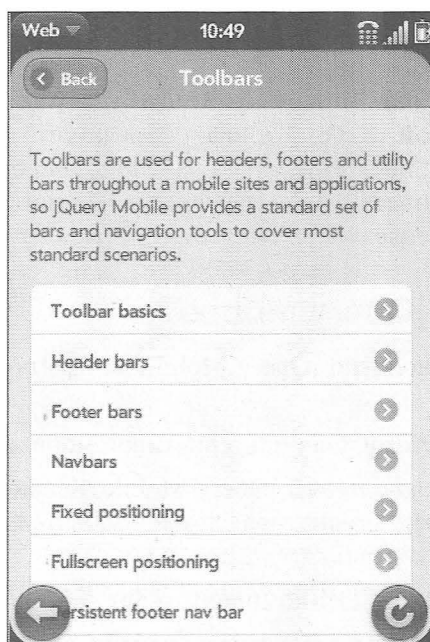 Web 10:49
Back Toolbars
Toolbars are used for headers, footers and utility
bars throughout a mobile sites and applications,
so jQuery Mobile provides a standard set of
bars and navigation tools to cover most
standard scenarios.
Toolbar basics
Header bars
Footer bars
Navbars
Fixed positioning
Fullscreen positioning
ersistent footer nav bar